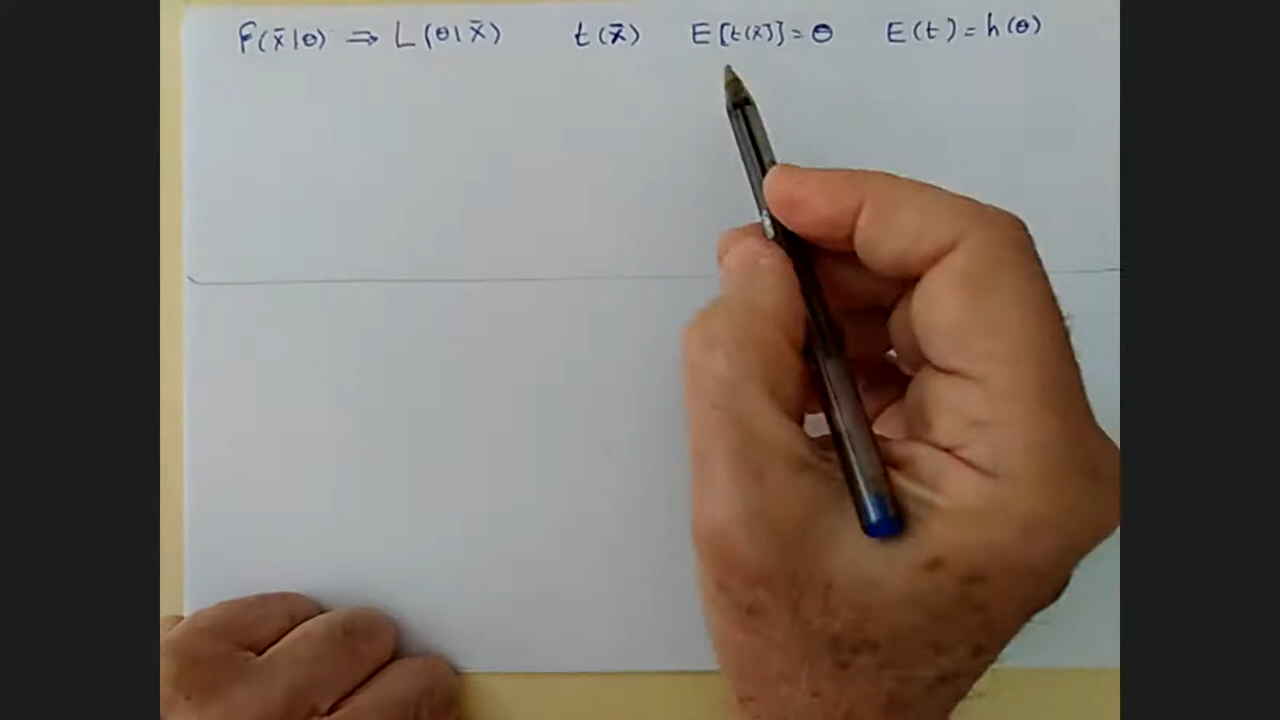 f(x̄|θ) ⇒ L(θ|x̄) t(x̄) E[t(x̄)] = θ E(t) = h(θ)